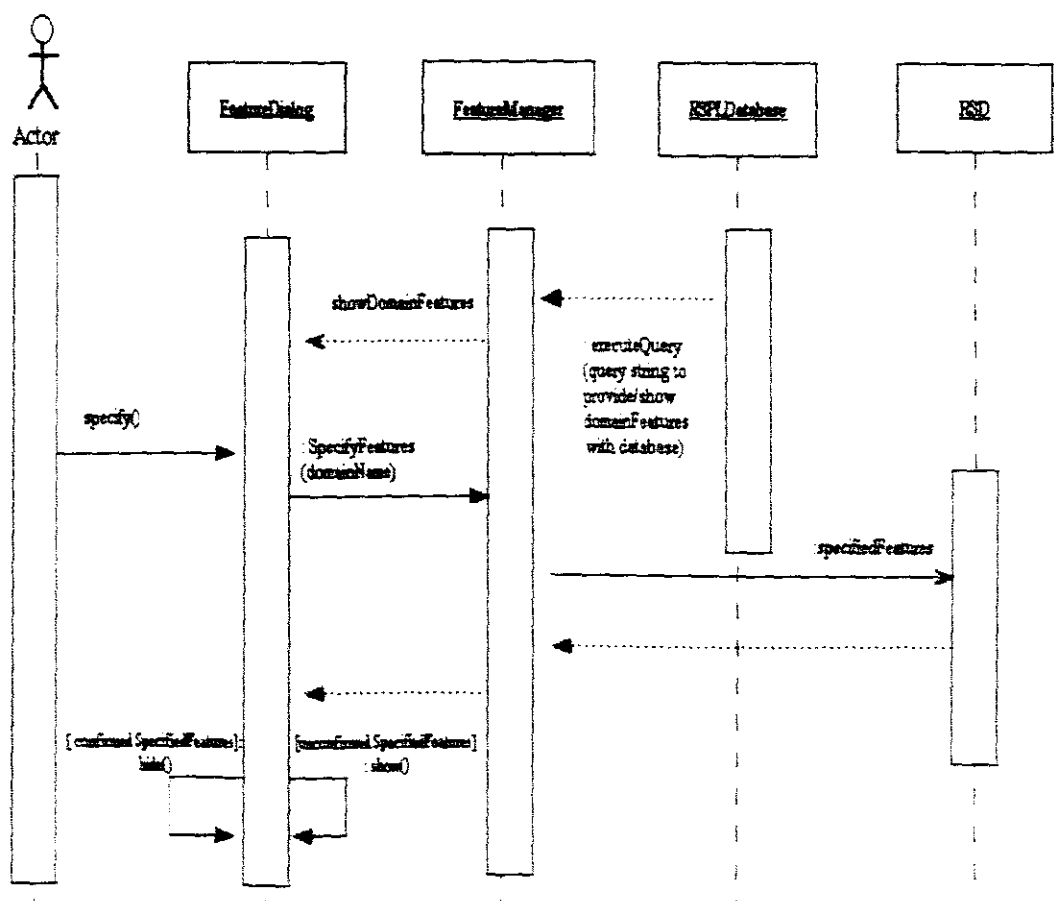 Actor
FeatureDialog
FeatureManager
RSPLDatabase
RSD
showDomainFeatures
: executeQuery
(query string to
provide/show
domainFeatures
with database)
specify()
: SpecifyFeatures
(domainName)
:specifiedFeatures
[ confirmed SpecifiedFeatures]:
hide()
[unconfirmed SpecifiedFeatures]
: show()